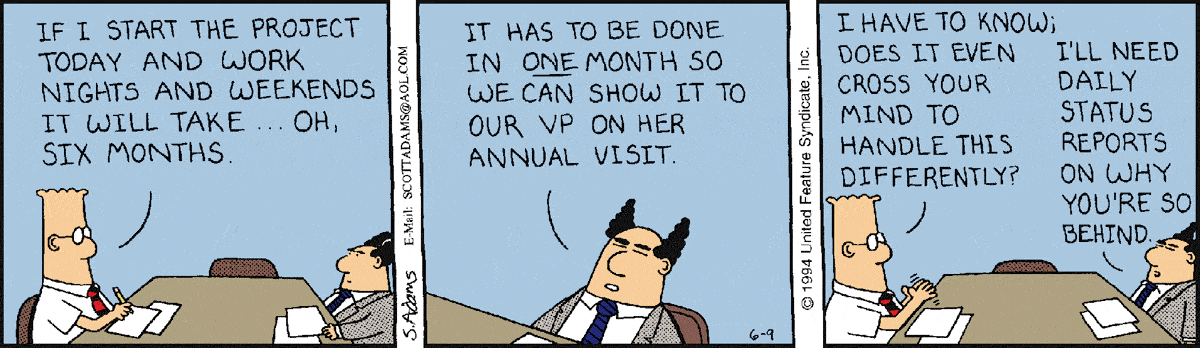 IF I START THE PROJECT
TODAY AND WORK
NIGHTS AND WEEKENDS
IT WILL TAKE ... OH,
SIX MONTHS.
S.Adams
E-Mail: SCOTTADAMS@AOL.COM
IT HAS TO BE DONE
IN ONE MONTH SO
WE CAN SHOW IT TO
OUR VP ON HER
ANNUAL VISIT.
6-9
© 1994 United Feature Syndicate, Inc.
I HAVE TO KNOW;
DOES IT EVEN
CROSS YOUR
MIND TO
HANDLE THIS
DIFFERENTLY?
I'LL NEED
DAILY
STATUS
REPORTS
ON WHY
YOU'RE SO
BEHIND.